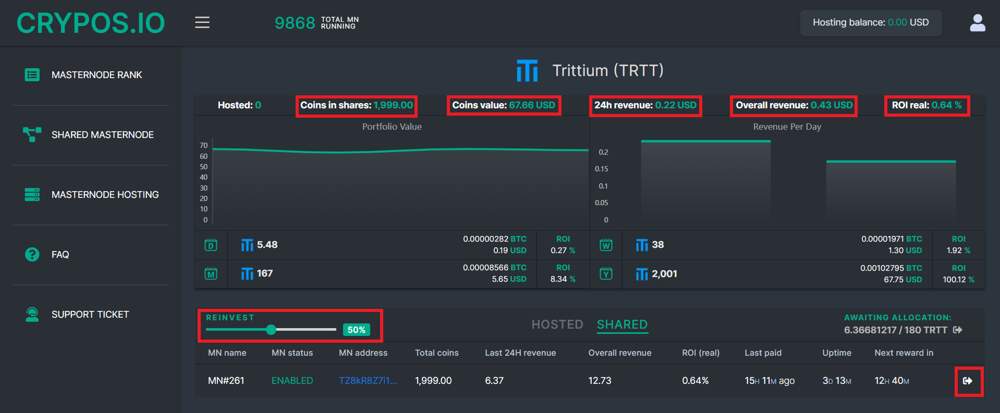 CRYPOS.IO
9868 TOTAL MN RUNNING
Hosting balance: 0.00 USD
MASTERNODE RANK
SHARED MASTERNODE
MASTERNODE HOSTING
FAQ
SUPPORT TICKET
Trittium (TRTT)
Hosted: 0 Coins in shares: 1,999.00 Coins value: 67.66 USD 24h revenue: 0.22 USD Overall revenue: 0.43 USD ROI real: 0.64 %
Portfolio Value
70
60
50
40
30
20
10
0
Revenue Per Day
0.2
0.15
0.1
0.05
0
D 5.48 0.00000282 BTC ROI
0.19 USD 0.27 %
W 38 0.00001971 BTC ROI
1.30 USD 1.92 %
M 167 0.00008566 BTC ROI
5.65 USD 8.34 %
Y 2,001 0.00102795 BTC ROI
67.75 USD 100.12 %
REINVEST
50%
HOSTED SHARED
AWAITING ALLOCATION:
6.36681217 / 180 TRTT
MN name MN status MN address Total coins Last 24H revenue Overall revenue ROI (real) Last paid Uptime Next reward in
MN#261 ENABLED TZ8kR8Z7i1... 1,999.00 6.37 12.73 0.64% 15H 11M ago 3D 13M 12H 40M